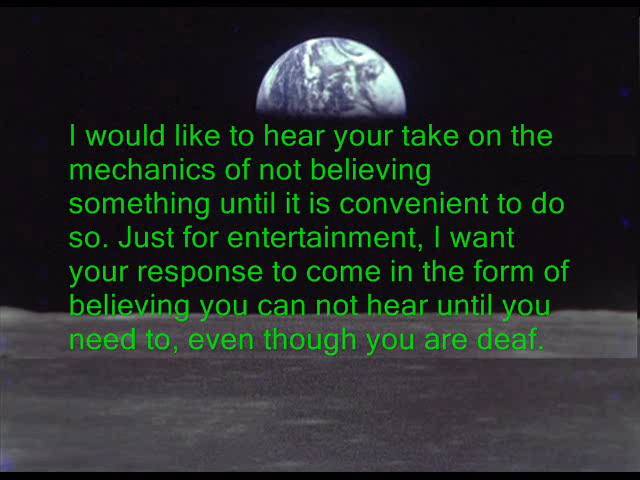 I would like to hear your take on the
mechanics of not believing
something until it is convenient to do
so. Just for entertainment, I want
your response to come in the form of
believing you can not hear until you
need to, even though you are deaf.